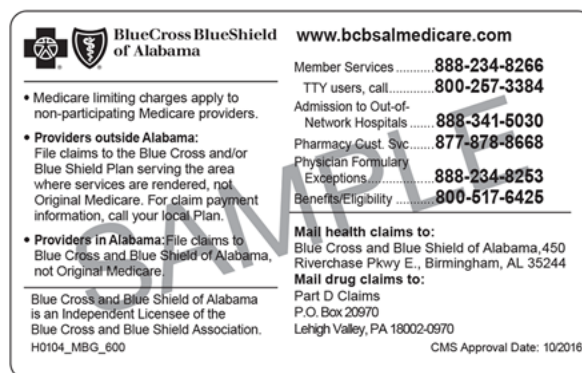 BlueCross BlueShield
of Alabama
• Medicare limiting charges apply to
non-participating Medicare providers.
• Providers outside Alabama:
File claims to the Blue Cross and/or
Blue Shield Plan serving the area
where services are rendered, not
Original Medicare. For claim payment
information, call your local Plan.
• Providers in Alabama: File claims to
Blue Cross and Blue Shield of Alabama,
not Original Medicare.
Blue Cross and Blue Shield of Alabama
is an Independent Licensee of the
Blue Cross and Blue Shield Association.
H0104_MBG_600
www.bcbsalmedicare.com
Member Services ............ 888-234-8266
TTY users, call ............ 800-257-3384
Admission to Out-of-
Network Hospitals ... 888-341-5030
Pharmacy Cust. Svc ... 877-878-8668
Physician Formulary
Exceptions ............ 888-234-8253
Benefits/Eligibility ......... 800-517-6425
Mail health claims to:
Blue Cross and Blue Shield of Alabama,450
Riverchase Pkwy E., Birmingham, AL 35244
Mail drug claims to:
Part D Claims
P.O. Box 20970
Lehigh Valley, PA 18002-0970
CMS Approval Date: 10/2016
SAMPLE